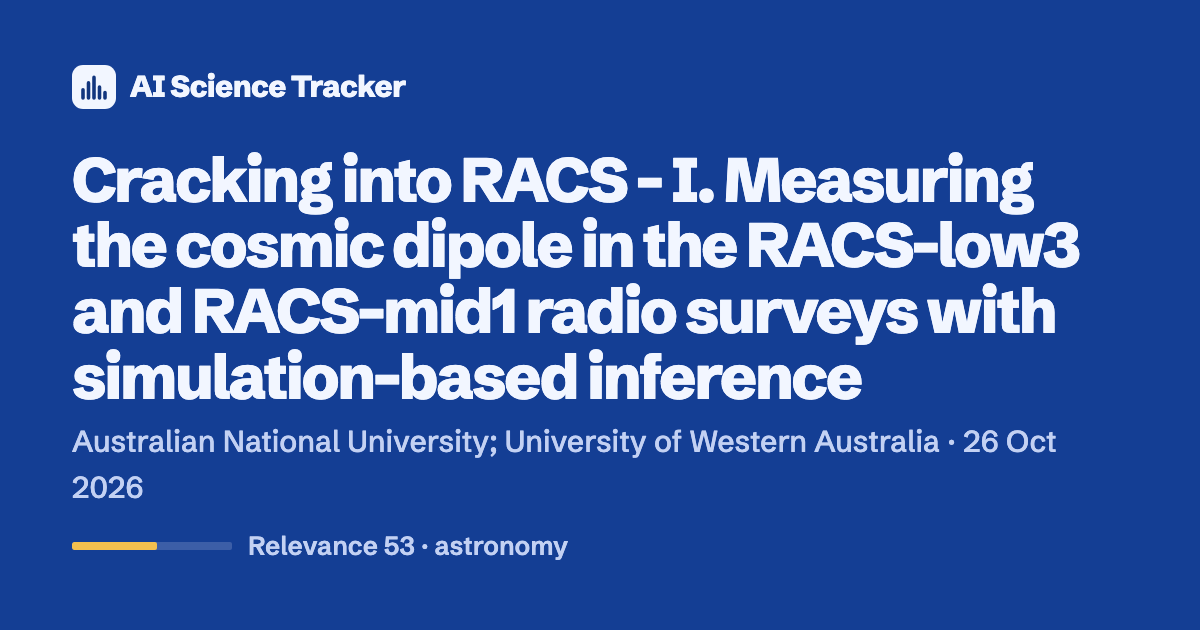 AI Science Tracker
Cracking into RACS - I. Measuring
the cosmic dipole in the RACS-low3
and RACS-mid1 radio surveys with
simulation-based inference
Australian National University; University of Western Australia · 26 Oct
2026
Relevance 53 · astronomy